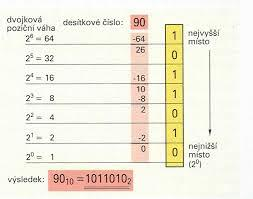 dvojková
poziční váha
desítkové číslo: 90
2⁶ = 64 -64 1 nejvyšší místo
26
2⁵ = 32 0
2⁴ = 16 -16 1
10
2³ = 8 -8 1
2
2² = 4 0
2¹ = 2 -2 1
0
2⁰ = 1 0 nejnižší místo (2⁰)
výsledek: 90₁₀ = 1011010₂